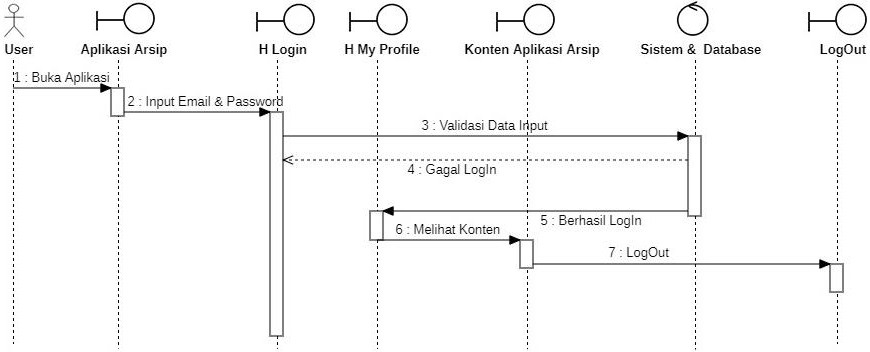 User
Aplikasi Arsip
H Login
H My Profile
Konten Aplikasi Arsip
Sistem & Database
LogOut
1 : Buka Aplikasi
2 : Input Email & Password
3 : Validasi Data Input
4 : Gagal LogIn
5 : Berhasil LogIn
6 : Melihat Konten
7 : LogOut